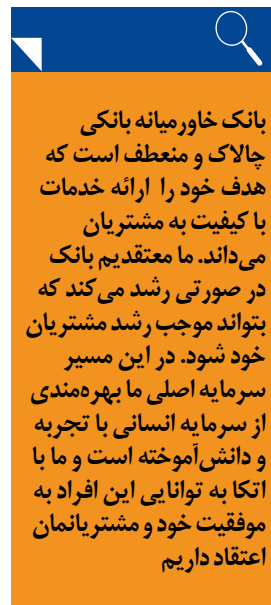 بانک خاورمیانه بانکی
چالاک و منعطف است که
هدف خود را ارائه خدمات
با کیفیت به مشتریان
می‌داند. ما معتقدیم بانک
در صورتی رشد می‌کند که
بتواند موجب رشد مشتریان
خود شود. در این مسیر
سرمایه اصلی ما بهره‌مندی
از سرمایه انسانی با تجربه
و دانش‌آموخته است و ما با
اتکا به توانایی این افراد به
موفقیت خود و مشتریانمان
اعتقاد داریم